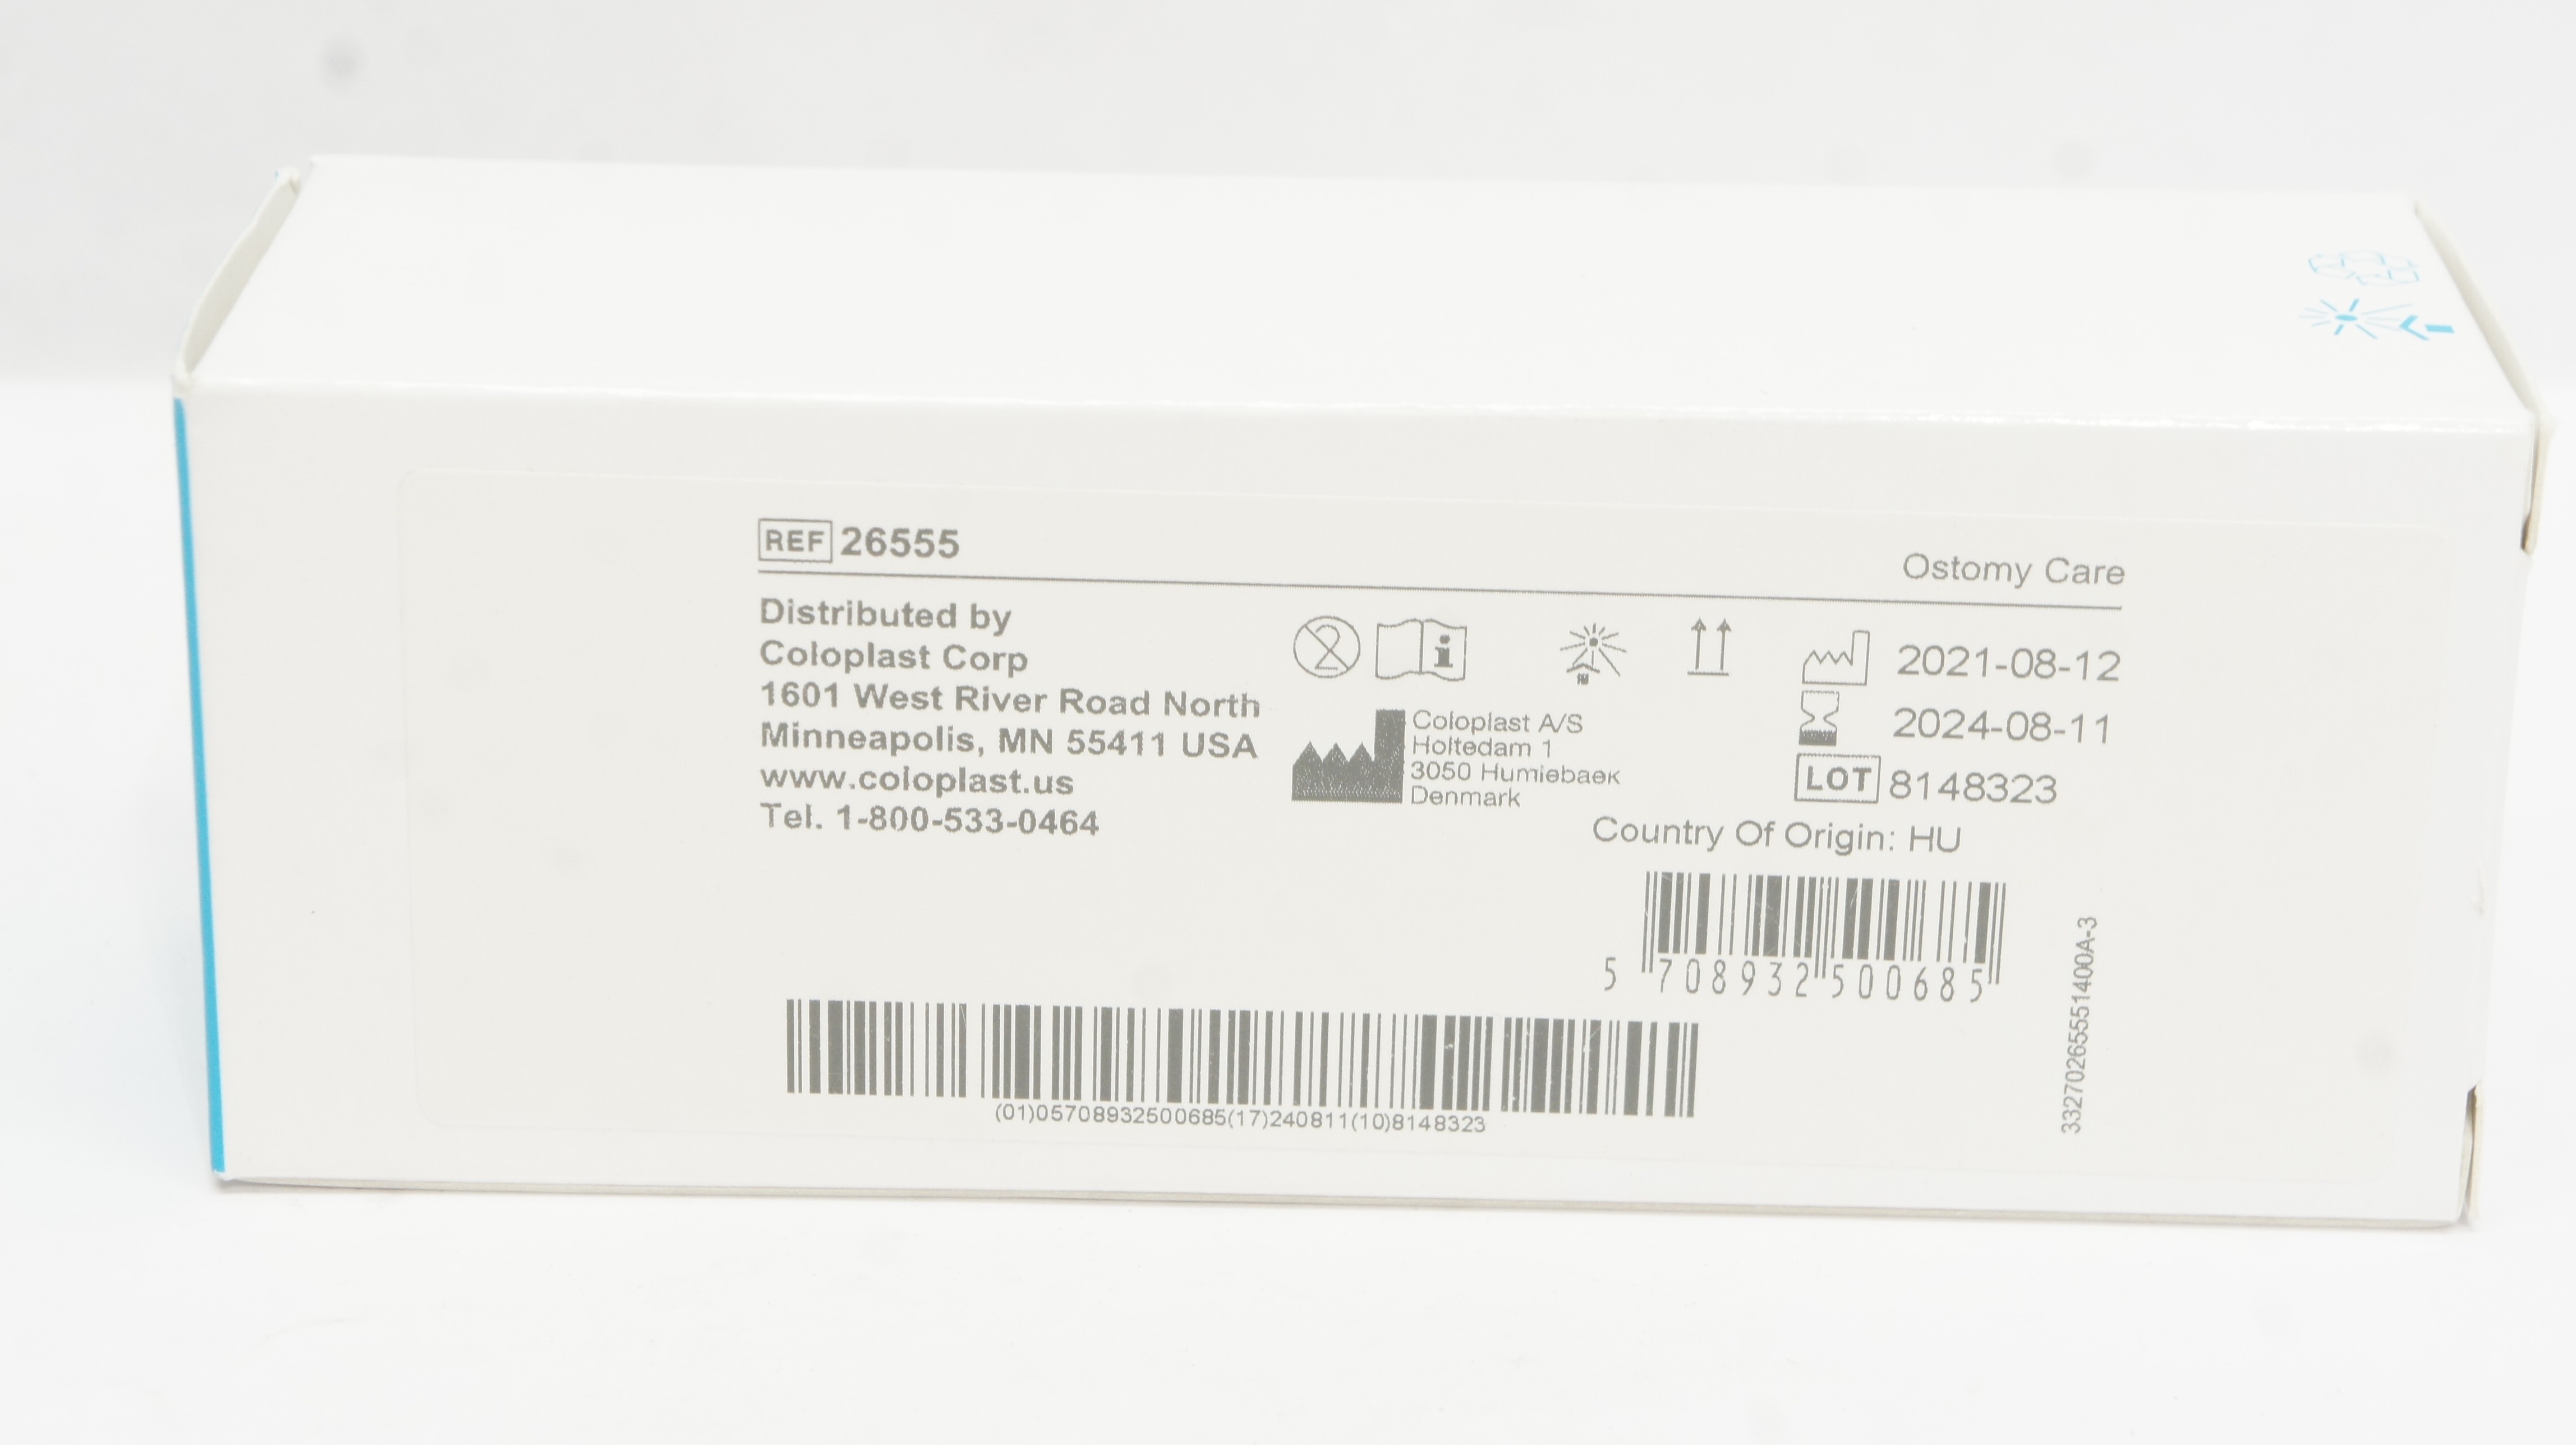 REF 26555
Ostomy Care
Distributed by
Coloplast Corp
1601 West River Road North
Minneapolis, MN 55411 USA
www.coloplast.us
Tel. 1-800-533-0464
2
i
Coloplast A/S
Holtedam 1
3050 Humlebaek
Denmark
2021-08-12
2024-08-11
LOT 8148323
Country Of Origin: HU
5 708932 500685
(01)05708932500685(17)240811(10)8148323
33270265551400A-3